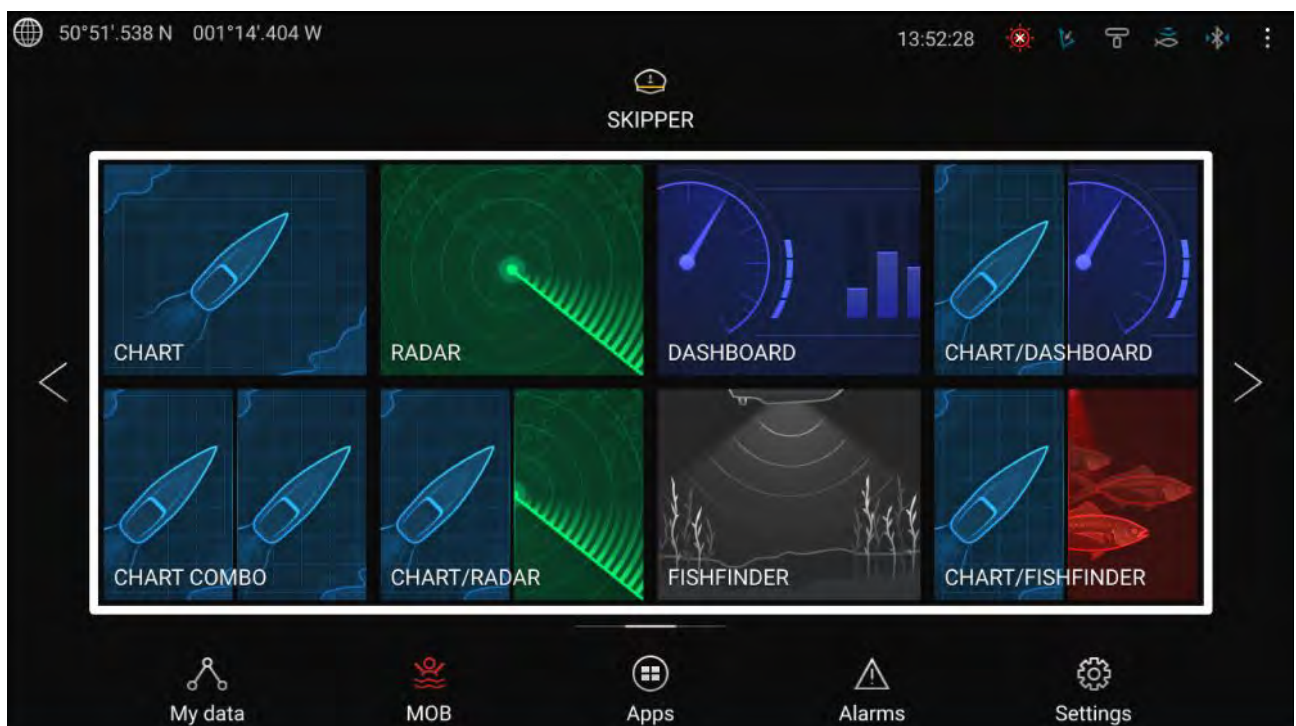 50°51'.538 N 001°14'.404 W
13:52:28
SKIPPER
CHART
RADAR
DASHBOARD
CHART/DASHBOARD
CHART COMBO
CHART/RADAR
FISHFINDER
CHART/FISHFINDER
My data
MOB
Apps
Alarms
Settings